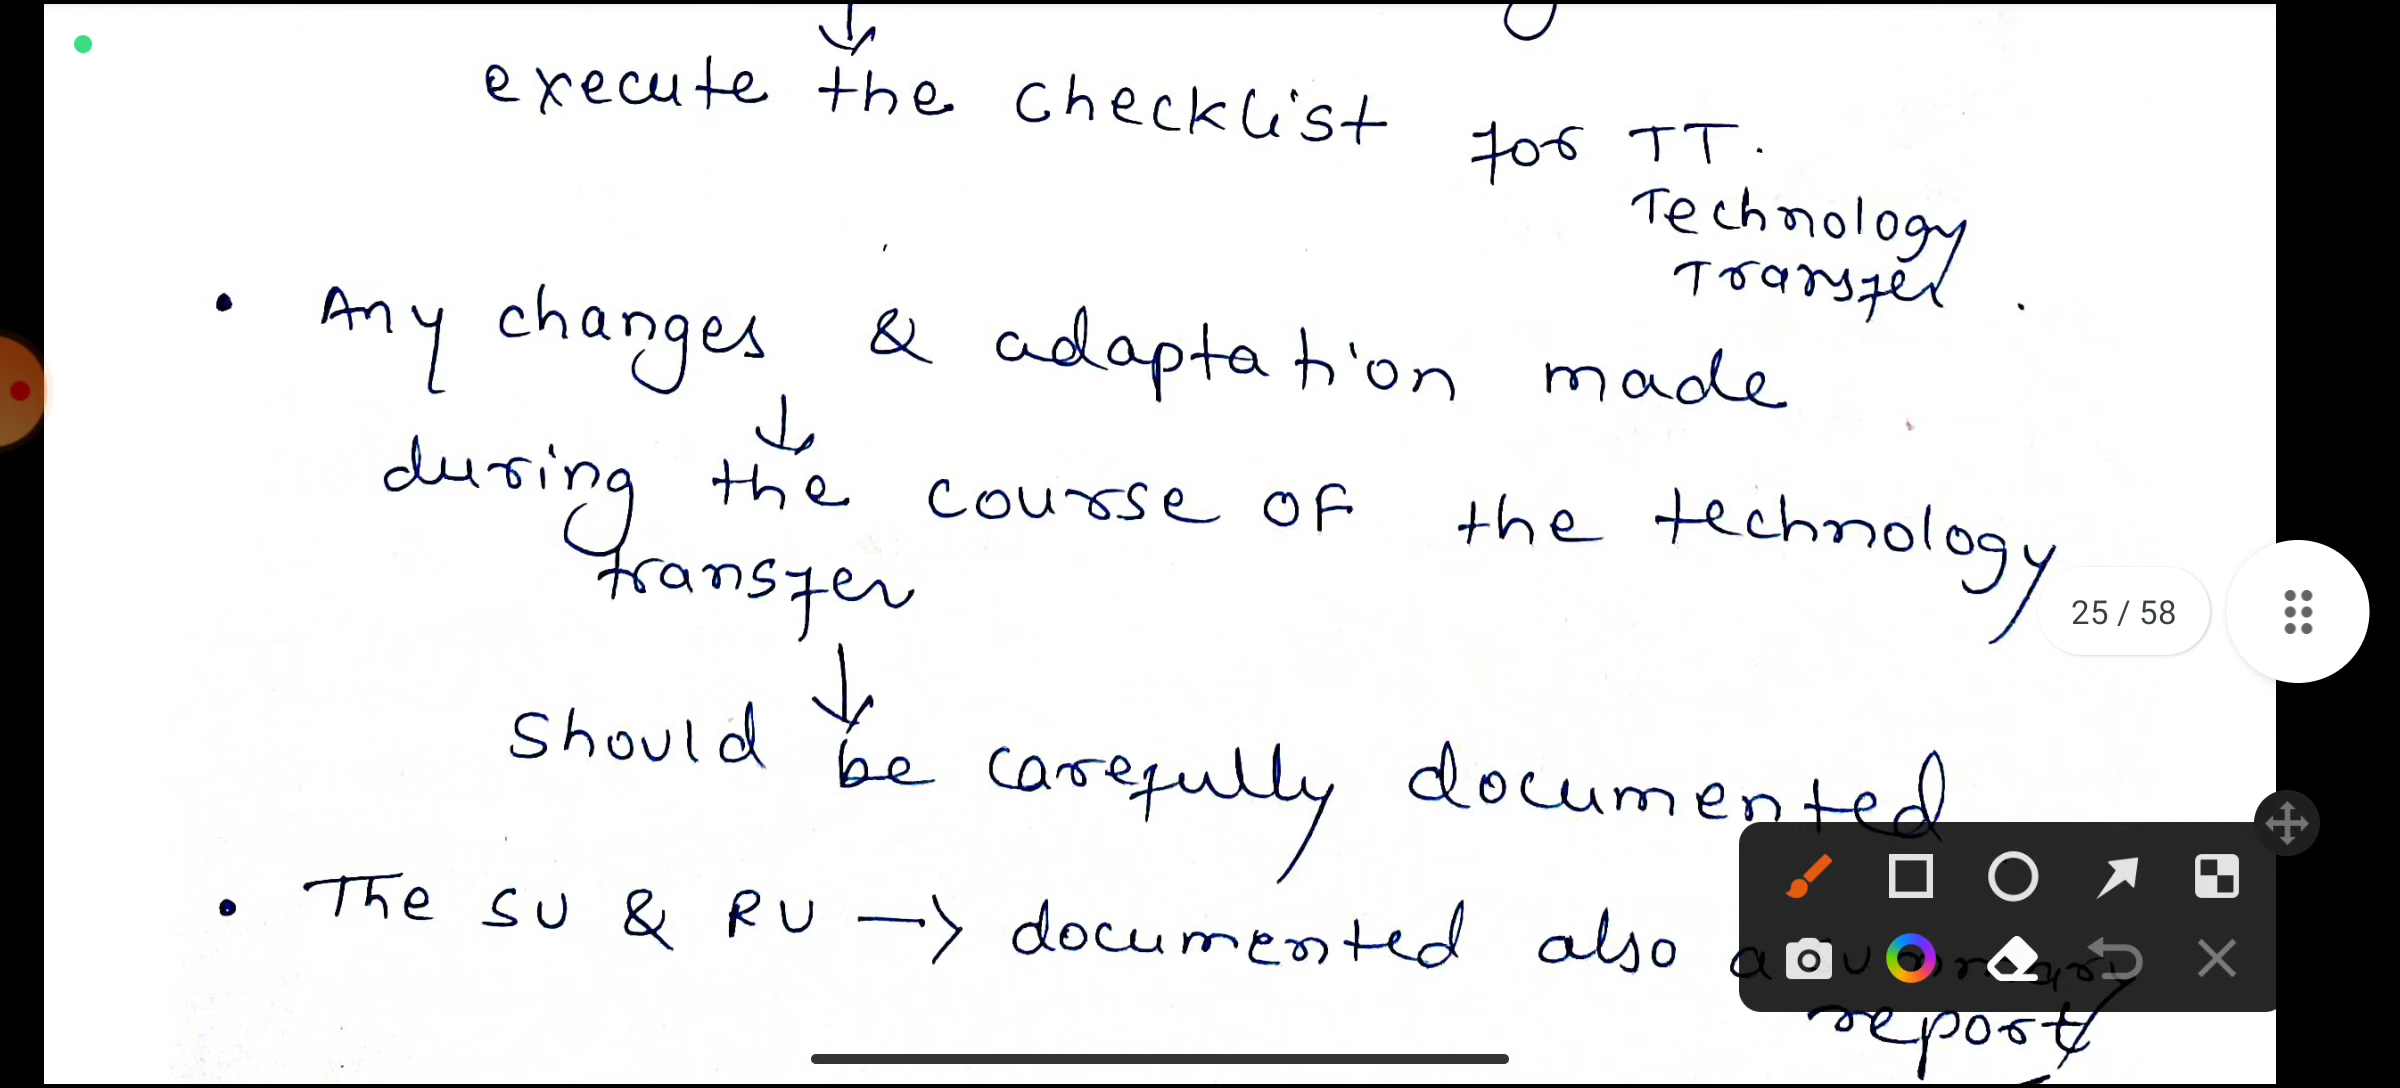 execute the checklist for TT.
Technology
Transfer.
• Any changes & adaptation made
during the course of the technology
transfer
should be carefully documented
• The SU & RU → documented also a
report
25 / 58